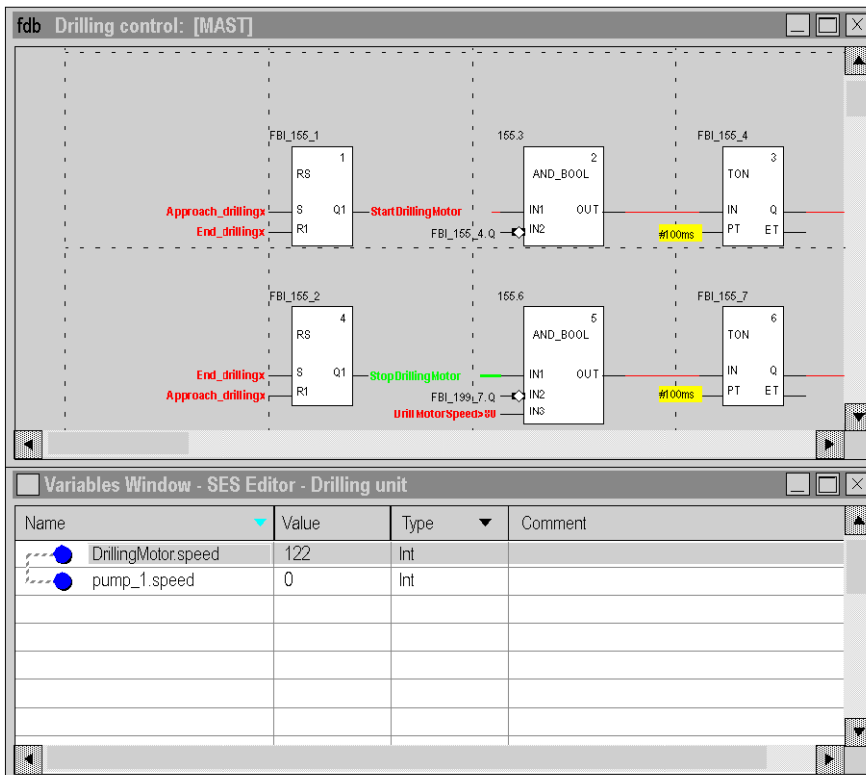 fdb Drilling control: [MAST]
FBI_155_1 155.3 FBI_155_4
1 2 3
RS AND_BOOL TON
Approach_drillingx S Q1 StartDrillingMotor IN1 OUT IN Q
End_drillingx R1 FBI_155_4.Q IN2 #100ms PT ET
FBI_155_2 155.6 FBI_155_7
4 5 6
RS AND_BOOL TON
End_drillingx S Q1 StopDrillingMotor IN1 OUT IN Q
Approach_drillingx R1 FBI_199_7.Q IN2 #100ms PT ET
DrillMotorSpeed>80 IN3
Variables Window - SES Editor - Drilling unit
Name Value Type Comment
DrillingMotor.speed 122 Int
pump_1.speed 0 Int